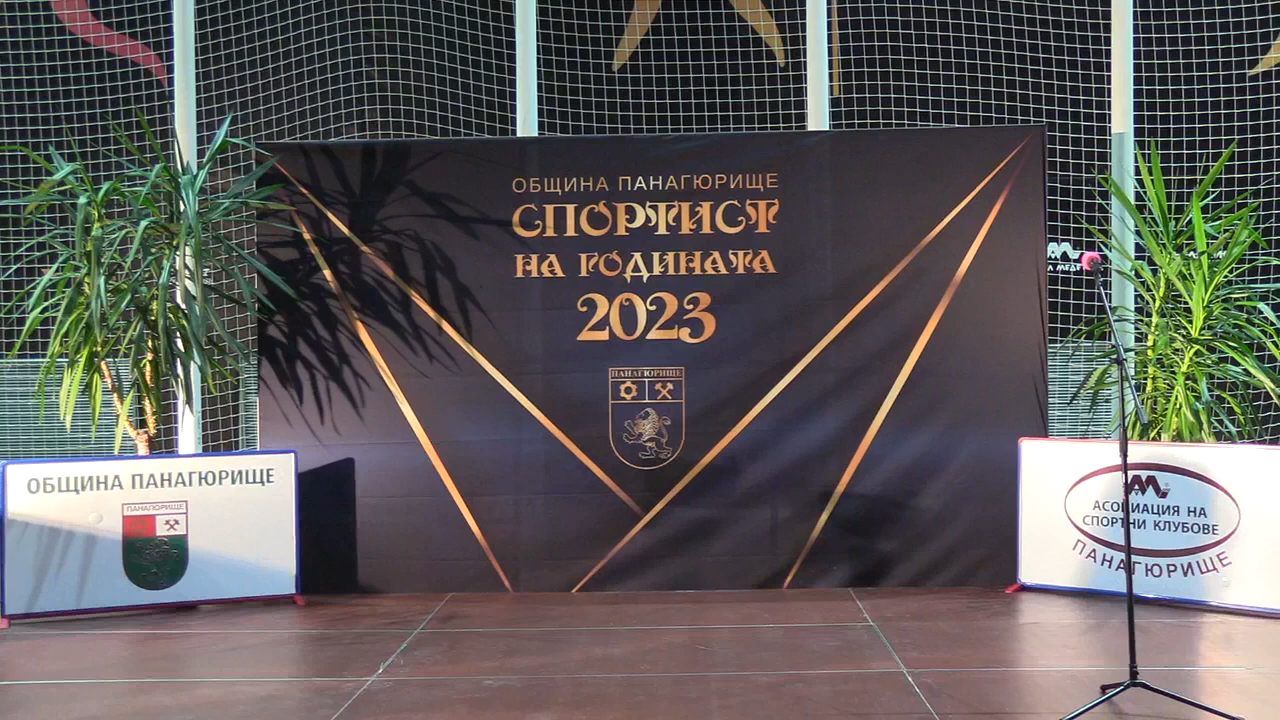 ОБЩИНА ПАНАГЮРИЩЕ
СПОРТИСТ
НА ГОДИНАТА
2023
ПАНАГЮРИЩЕ
ОБЩИНА ПАНАГЮРИЩЕ
ПАНАГЮРИЩЕ
АСОЦИАЦИЯ НА
СПОРТНИ КЛУБОВЕ
ПАНАГЮРИЩЕ